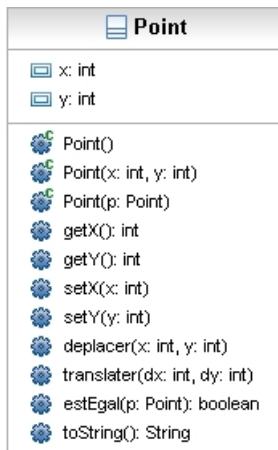 Point
x: int
y: int
Point()
Point(x: int, y: int)
Point(p: Point)
getX(): int
getY(): int
setX(x: int)
setY(y: int)
deplacer(x: int, y: int)
translater(dx: int, dy: int)
estEgal(p: Point): boolean
toString(): String